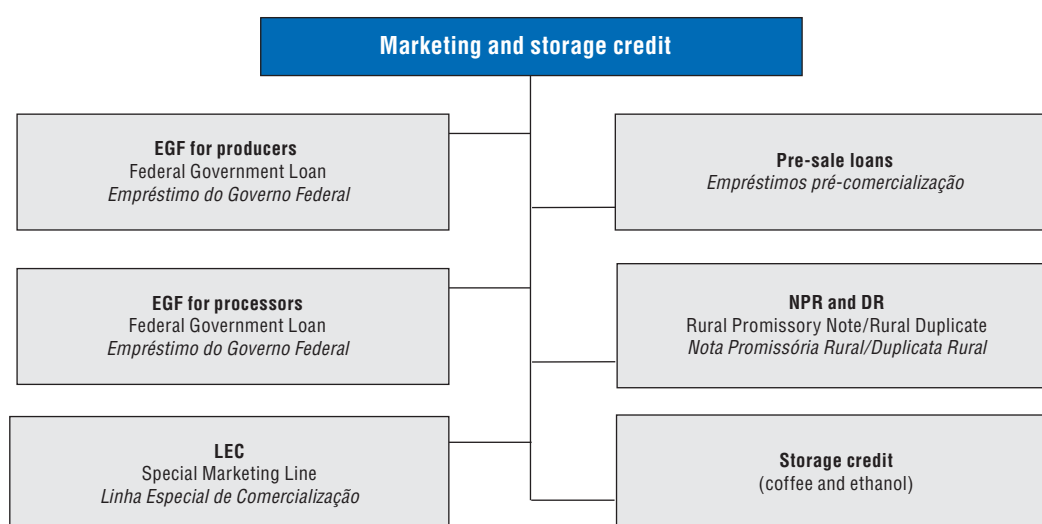 Marketing and storage credit
EGF for producers
Federal Government Loan
Empréstimo do Governo Federal
Pre-sale loans
Empréstimos pré-comercialização
EGF for processors
Federal Government Loan
Empréstimo do Governo Federal
NPR and DR
Rural Promissory Note/Rural Duplicate
Nota Promissória Rural/Duplicata Rural
LEC
Special Marketing Line
Linha Especial de Comercialização
Storage credit
(coffee and ethanol)